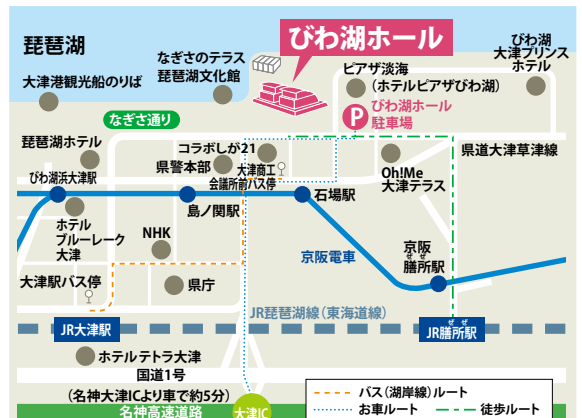 琵琶湖
なぎさのテラス
琵琶湖文化館
びわ湖ホール
びわ湖
大津プリンス
ホテル
大津港観光船のりば
ピアザ淡海
(ホテルピアザびわ湖)
P
びわ湖ホール
駐車場
なぎさ通り
琵琶湖ホテル
コラボしが21
県警本部
大津商工
会議所前バス停
Oh!Me
大津テラス
県道大津草津線
びわ湖浜大津駅
島ノ関駅
石場駅
ホテル
ブルーレーク
大津
NHK
京阪電車
京阪
ぜぜ
膳所駅
大津駅バス停
県庁
JR琵琶湖線(東海道線)
JR大津駅
ぜぜ
JR膳所駅
ホテルテトラ大津
国道1号
(名神大津ICより車で約5分)
名神高速道路
大津IC
バス(湖岸線)ルート
お車ルート
徒歩ルート